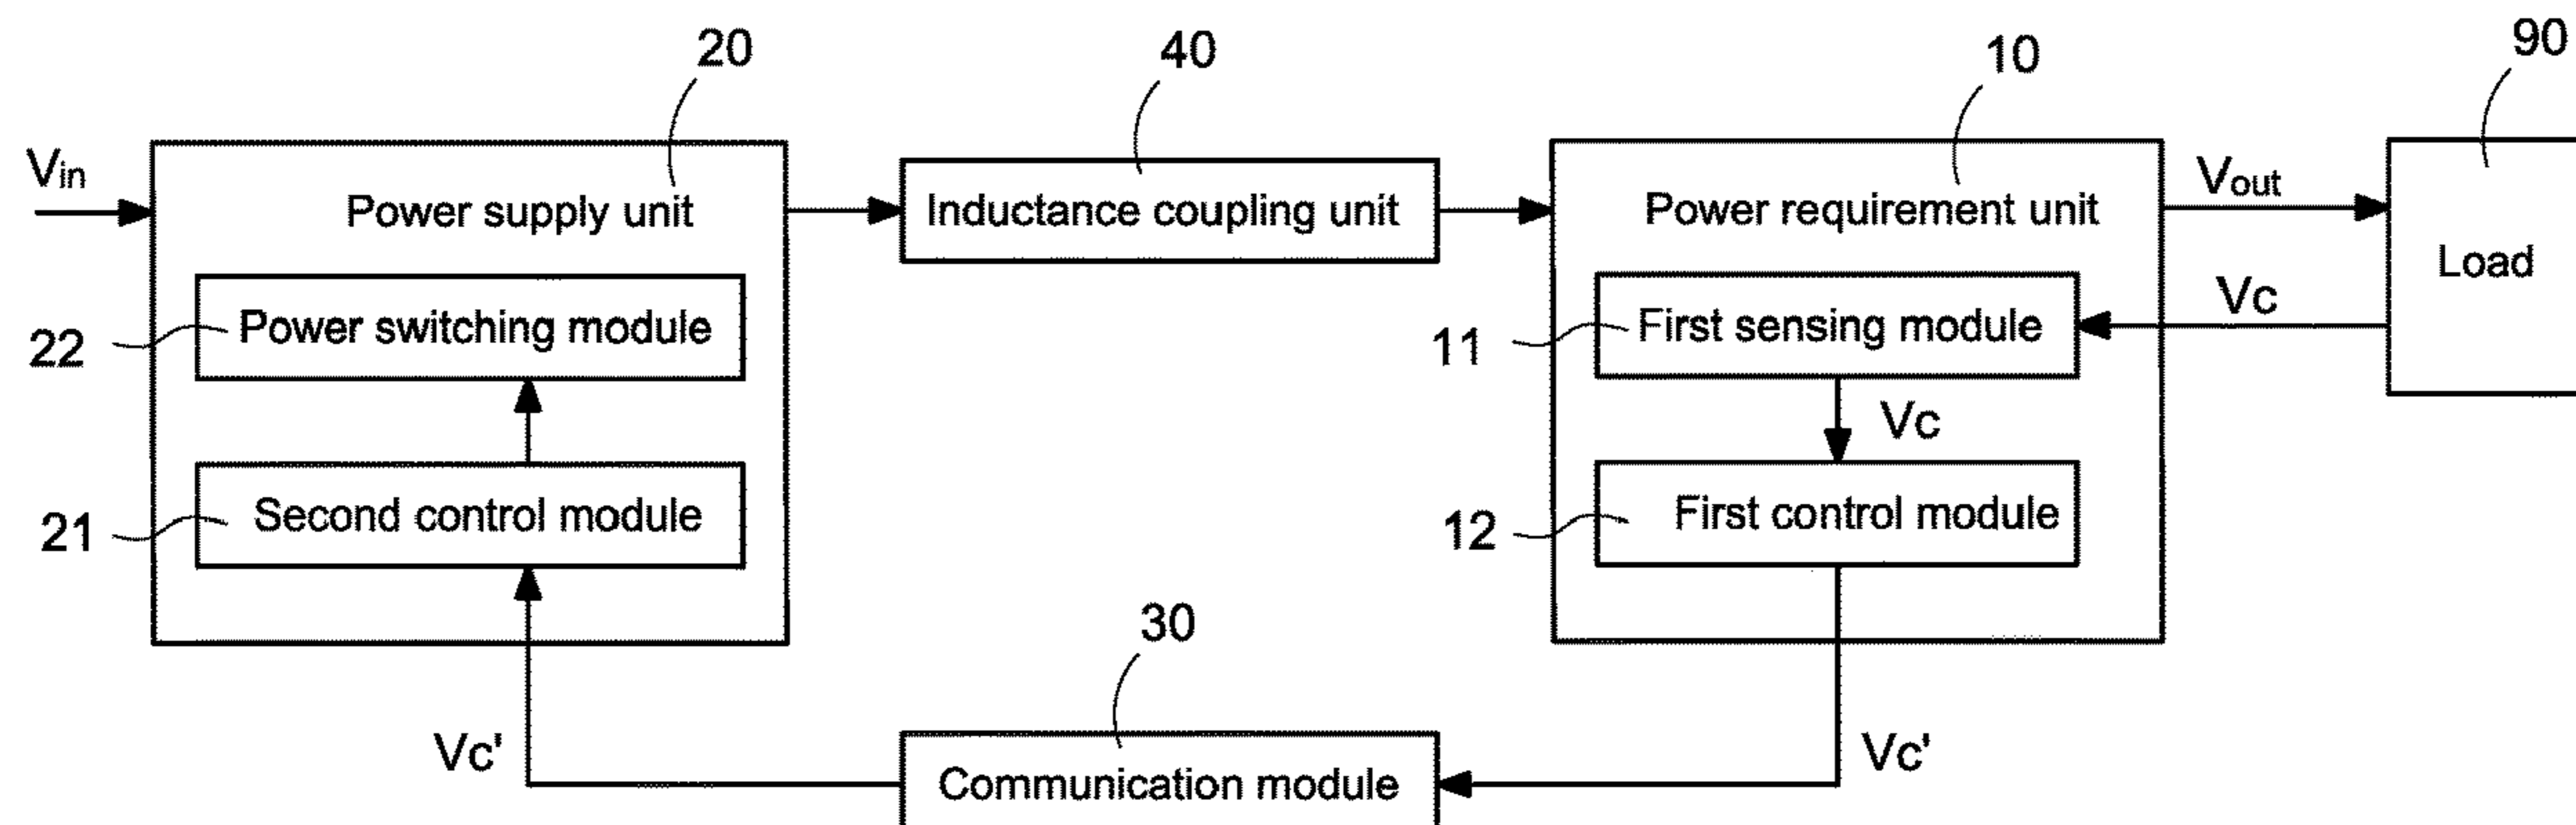 20
40
10
90
Vin
Power supply unit
Inductance coupling unit
Power requirement unit
Vout
Load
22
Power switching module
11
First sensing module
Vc
Vc
21
Second control module
12
First control module
30
Vc'
Communication module
Vc'